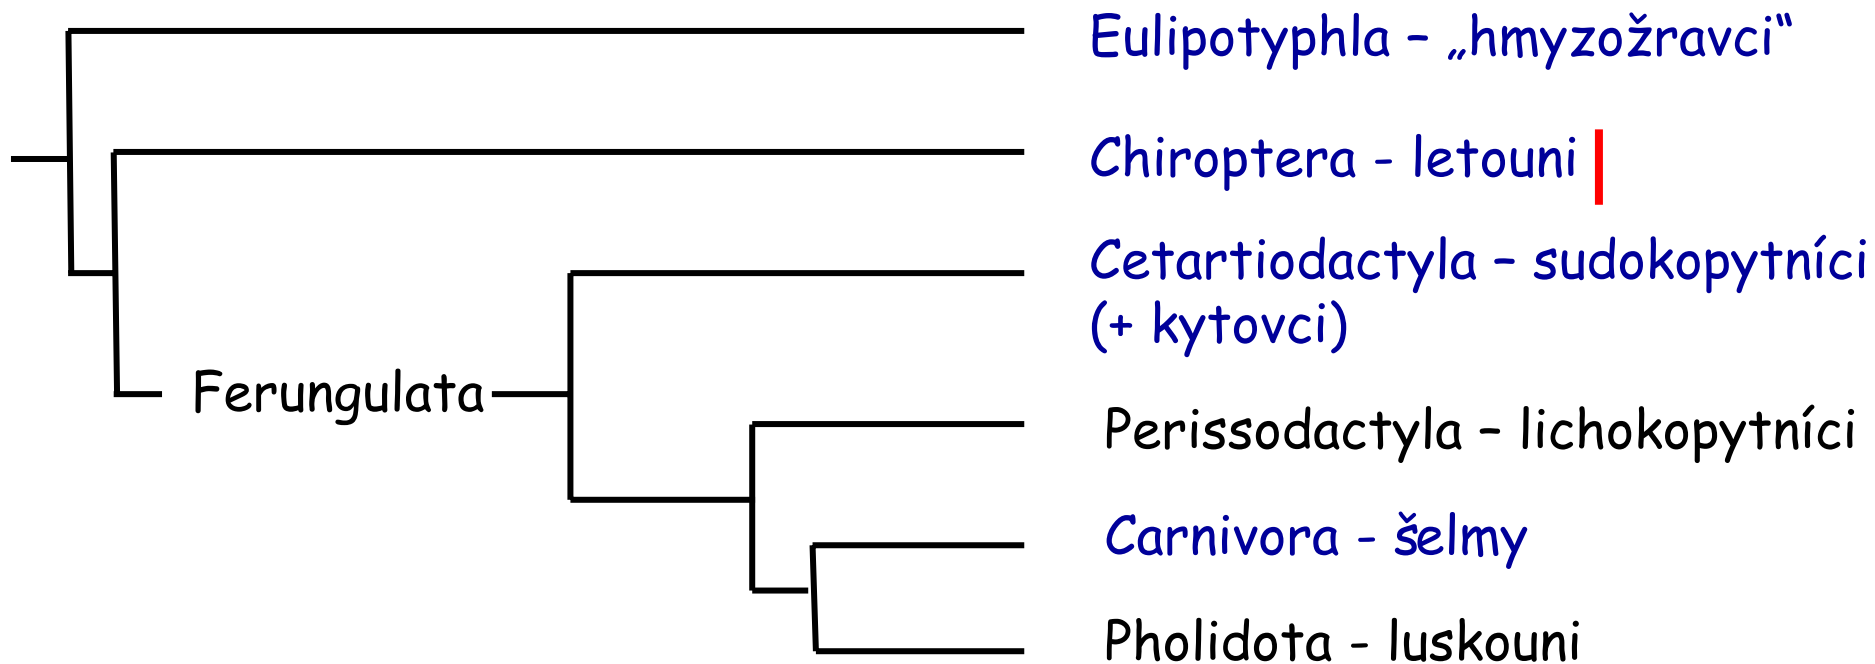 Eulipotyphla – „hmyzožravci“
Chiroptera - letouni
Cetartiodactyla – sudokopytníci
(+ kytovci)
Ferungulata
Perissodactyla – lichokopytníci
Carnivora - šelmy
Pholidota - luskouni